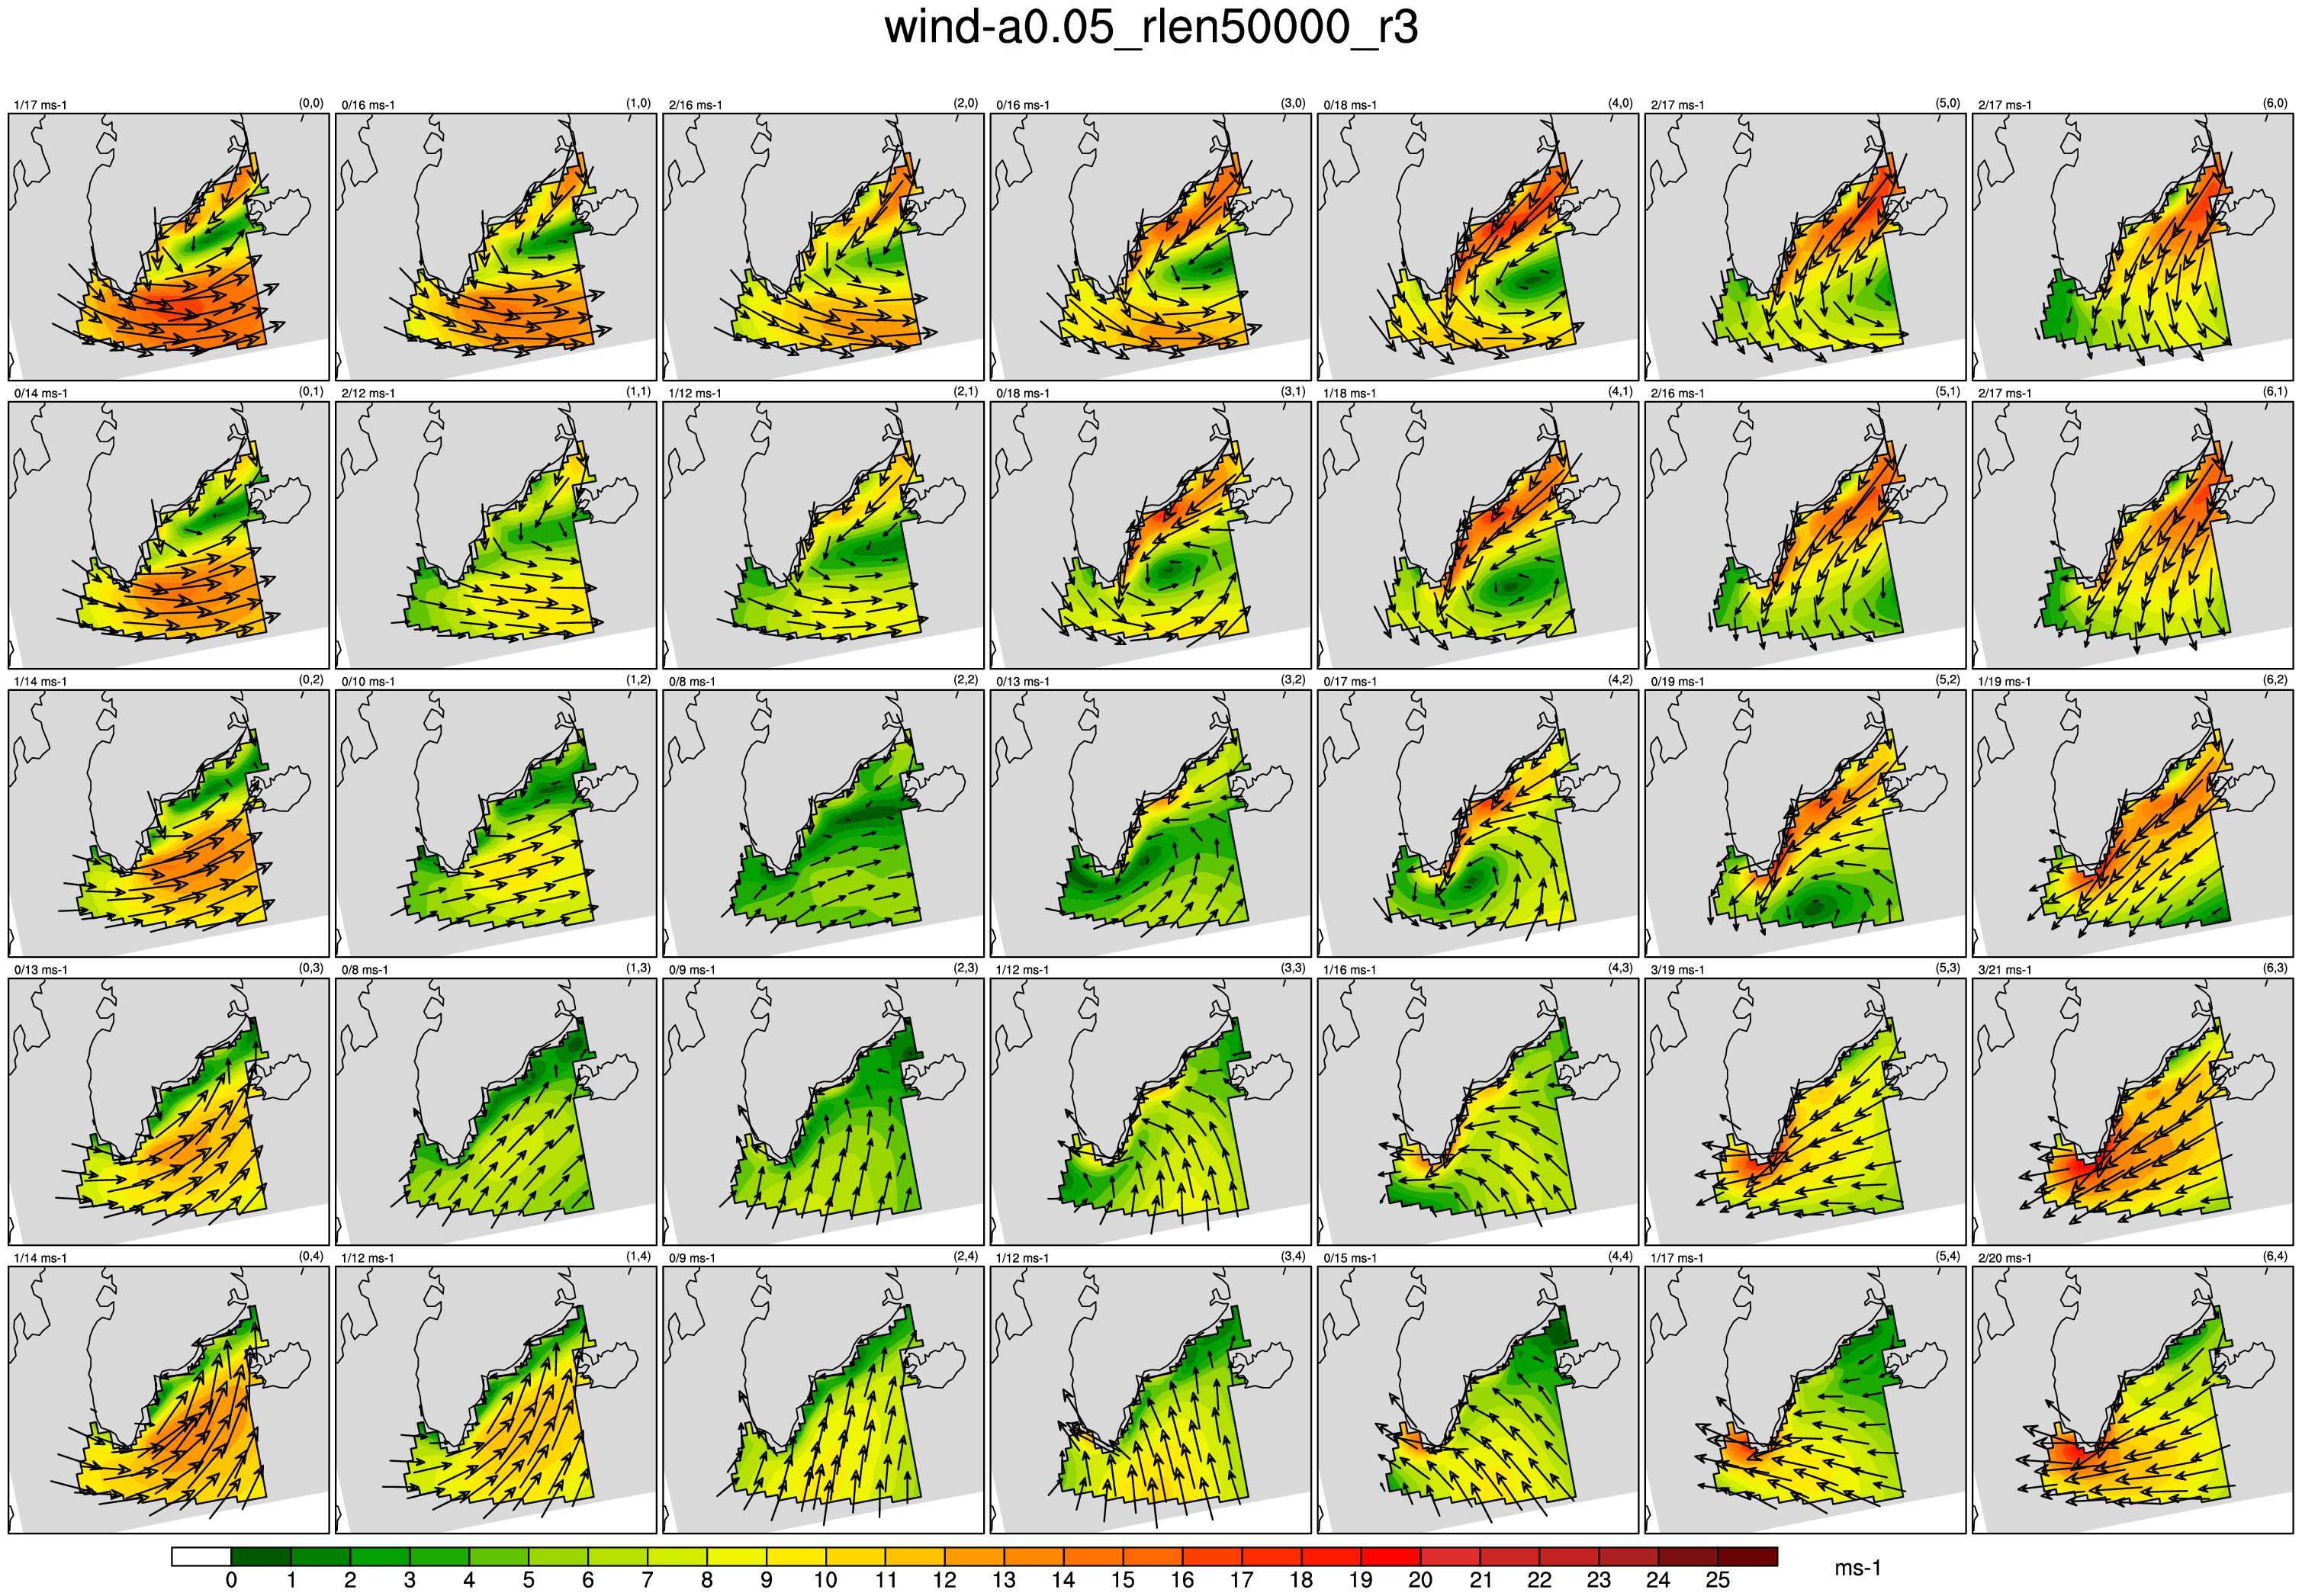 wind-a0.05_rlen50000_r3
1/17 ms-1 (0,0) 0/16 ms-1 (1,0) 2/16 ms-1 (2,0) 0/16 ms-1 (3,0) 0/18 ms-1 (4,0) 2/17 ms-1 (5,0) 2/17 ms-1 (6,0)
0/14 ms-1 (0,1) 2/12 ms-1 (1,1) 1/12 ms-1 (2,1) 0/18 ms-1 (3,1) 1/18 ms-1 (4,1) 2/16 ms-1 (5,1) 2/17 ms-1 (6,1)
1/14 ms-1 (0,2) 0/10 ms-1 (1,2) 0/8 ms-1 (2,2) 0/13 ms-1 (3,2) 0/17 ms-1 (4,2) 0/19 ms-1 (5,2) 1/19 ms-1 (6,2)
0/13 ms-1 (0,3) 0/8 ms-1 (1,3) 0/9 ms-1 (2,3) 1/12 ms-1 (3,3) 1/16 ms-1 (4,3) 3/19 ms-1 (5,3) 3/21 ms-1 (6,3)
1/14 ms-1 (0,4) 1/12 ms-1 (1,4) 0/9 ms-1 (2,4) 1/12 ms-1 (3,4) 0/15 ms-1 (4,4) 1/17 ms-1 (5,4) 2/20 ms-1 (6,4)
0 1 2 3 4 5 6 7 8 9 10 11 12 13 14 15 16 17 18 19 20 21 22 23 24 25 ms-1